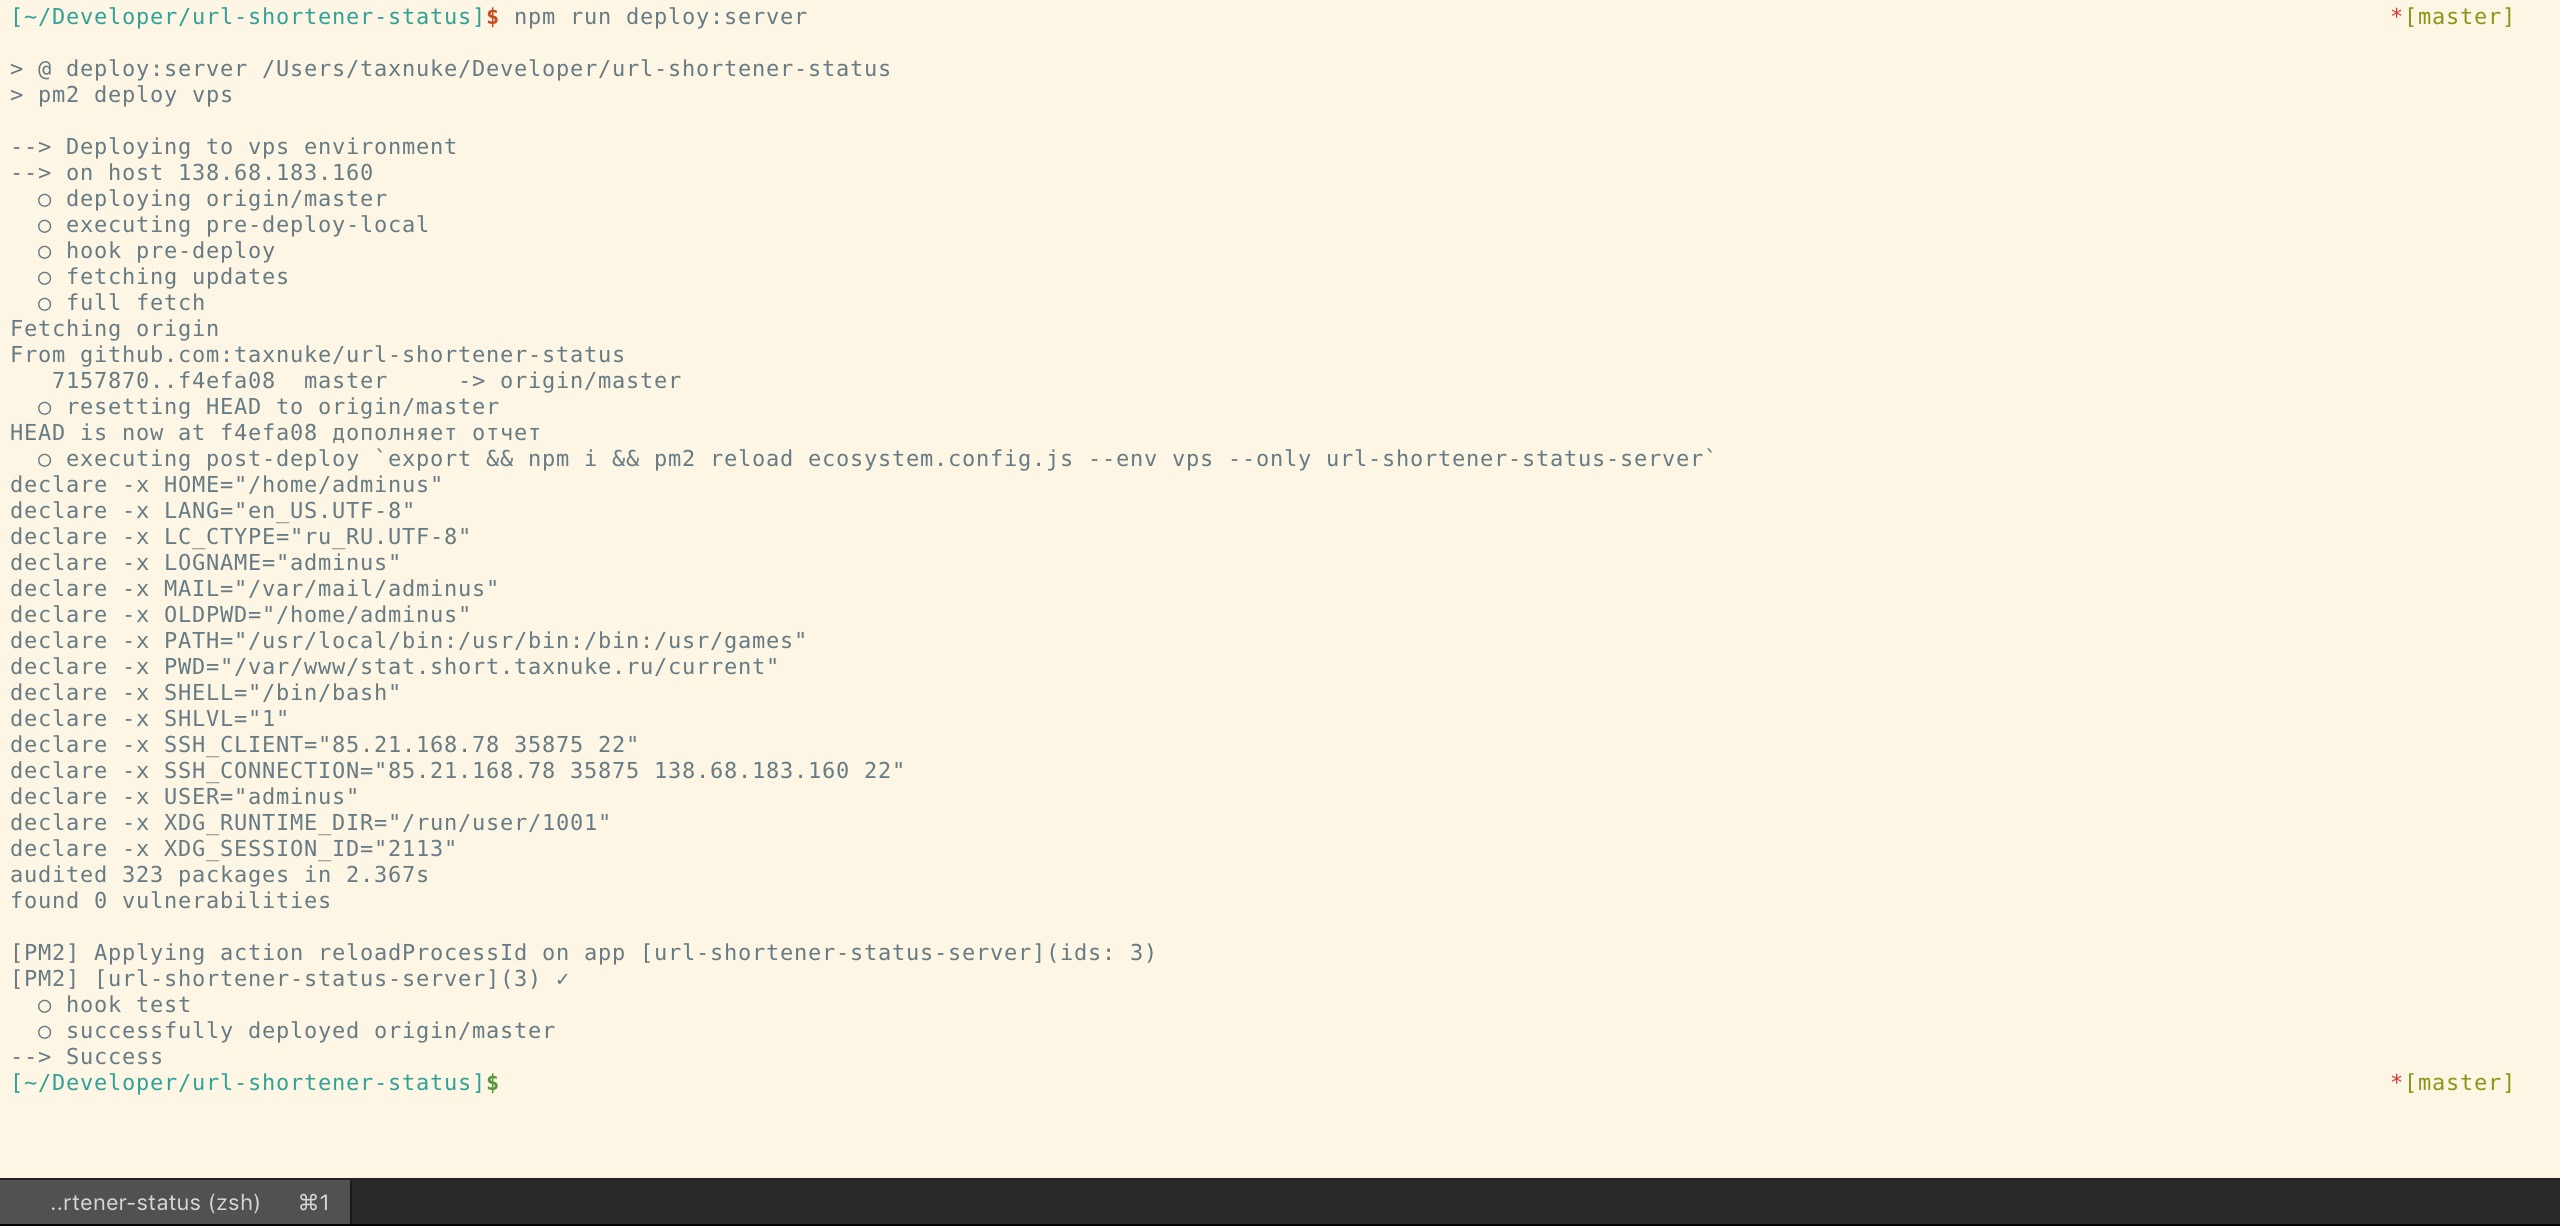 [~/Developer/url-shortener-status]$ npm run deploy:server *[master]
> @ deploy:server /Users/taxnuke/Developer/url-shortener-status
> pm2 deploy vps
--> Deploying to vps environment
--> on host 138.68.183.160
○ deploying origin/master
○ executing pre-deploy-local
○ hook pre-deploy
○ fetching updates
○ full fetch
Fetching origin
From github.com:taxnuke/url-shortener-status
7157870..f4efa08 master -> origin/master
○ resetting HEAD to origin/master
HEAD is now at f4efa08 дополняет отчет
○ executing post-deploy `export && npm i && pm2 reload ecosystem.config.js --env vps --only url-shortener-status-server`
declare -x HOME="/home/adminus"
declare -x LANG="en_US.UTF-8"
declare -x LC_CTYPE="ru_RU.UTF-8"
declare -x LOGNAME="adminus"
declare -x MAIL="/var/mail/adminus"
declare -x OLDPWD="/home/adminus"
declare -x PATH="/usr/local/bin:/usr/bin:/bin:/usr/games"
declare -x PWD="/var/www/stat.short.taxnuke.ru/current"
declare -x SHELL="/bin/bash"
declare -x SHLVL="1"
declare -x SSH_CLIENT="85.21.168.78 35875 22"
declare -x SSH_CONNECTION="85.21.168.78 35875 138.68.183.160 22"
declare -x USER="adminus"
declare -x XDG_RUNTIME_DIR="/run/user/1001"
declare -x XDG_SESSION_ID="2113"
audited 323 packages in 2.367s
found 0 vulnerabilities
[PM2] Applying action reloadProcessId on app [url-shortener-status-server](ids: 3)
[PM2] [url-shortener-status-server](3) ✓
○ hook test
○ successfully deployed origin/master
--> Success
[~/Developer/url-shortener-status]$ *[master]
..rtener-status (zsh) ⌘1